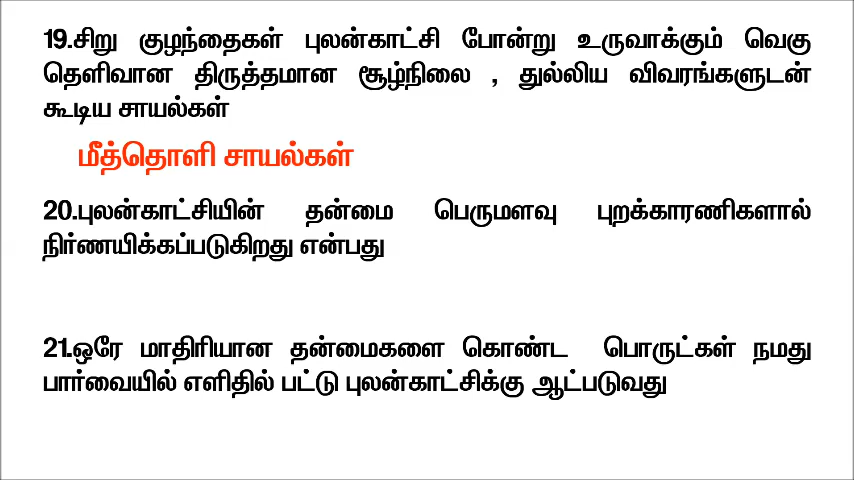 19.சிறு குழந்தைகள் புலன்காட்சி போன்று உருவாக்கும் வெகு
தெளிவான திருத்தமான சூழ்நிலை , துல்லிய விவரங்களுடன்
கூடிய சாயல்கள்
மீத்தொளி சாயல்கள்
20.புலன்காட்சியின் தன்மை பெருமளவு புறக்காரணிகளால்
நிர்ணயிக்கப்படுகிறது என்பது
21.ஒரே மாதிரியான தன்மைகளை கொண்ட பொருட்கள் நமது
பார்வையில் எளிதில் பட்டு புலன்காட்சிக்கு ஆட்படுவது